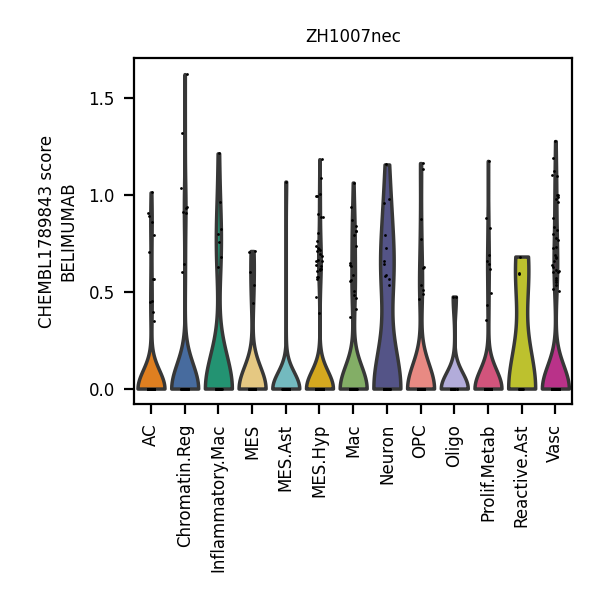 ZH1007nec
CHEMBL1789843 score
BELIMUMAB
1.5
1.0
0.5
0.0
AC
Chromatin.Reg
Inflammatory.Mac
MES
MES.Ast
MES.Hyp
Mac
Neuron
OPC
Oligo
Prolif.Metab
Reactive.Ast
Vasc